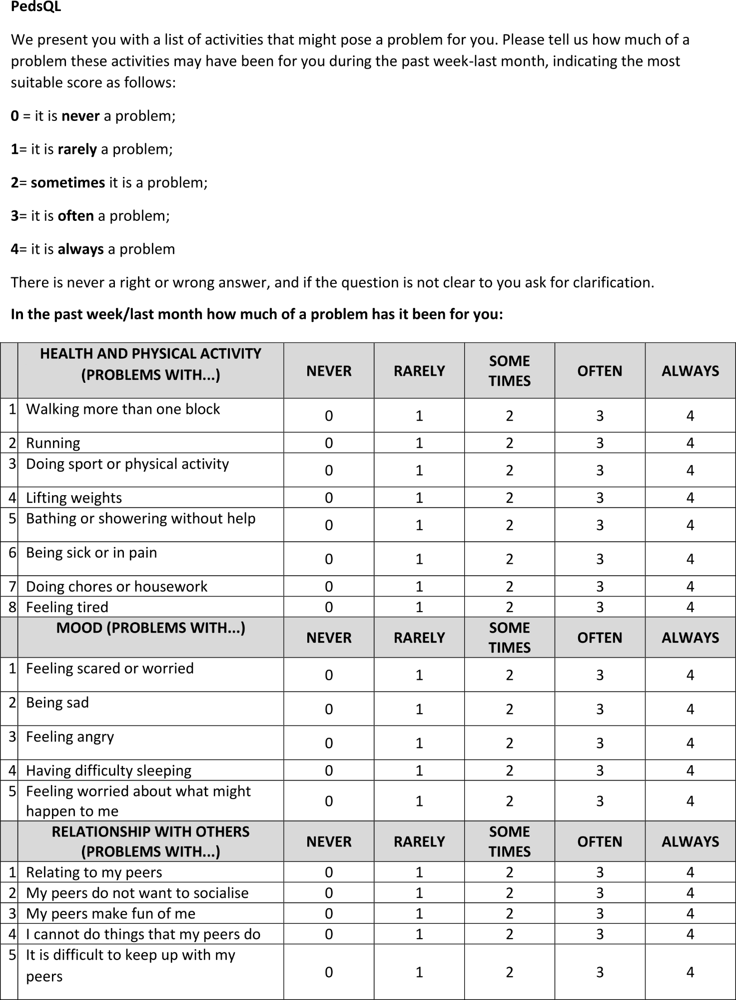 PedsQL
We present you with a list of activities that might pose a problem for you. Please tell us how much of a
problem these activities may have been for you during the past week-last month, indicating the most
suitable score as follows:
0 = it is never a problem;
1= it is rarely a problem;
2= sometimes it is a problem;
3= it is often a problem;
4= it is always a problem
There is never a right or wrong answer, and if the question is not clear to you ask for clarification.
In the past week/last month how much of a problem has it been for you:
HEALTH AND PHYSICAL ACTIVITY
(PROBLEMS WITH...) NEVER RARELY SOME
TIMES OFTEN ALWAYS
1 Walking more than one block 0 1 2 3 4
2 Running 0 1 2 3 4
3 Doing sport or physical activity 0 1 2 3 4
4 Lifting weights 0 1 2 3 4
5 Bathing or showering without help 0 1 2 3 4
6 Being sick or in pain 0 1 2 3 4
7 Doing chores or housework 0 1 2 3 4
8 Feeling tired 0 1 2 3 4
MOOD (PROBLEMS WITH...) NEVER RARELY SOME
TIMES OFTEN ALWAYS
1 Feeling scared or worried 0 1 2 3 4
2 Being sad 0 1 2 3 4
3 Feeling angry 0 1 2 3 4
4 Having difficulty sleeping 0 1 2 3 4
5 Feeling worried about what might
happen to me 0 1 2 3 4
RELATIONSHIP WITH OTHERS
(PROBLEMS WITH...) NEVER RARELY SOME
TIMES OFTEN ALWAYS
1 Relating to my peers 0 1 2 3 4
2 My peers do not want to socialise 0 1 2 3 4
3 My peers make fun of me 0 1 2 3 4
4 I cannot do things that my peers do 0 1 2 3 4
5 It is difficult to keep up with my
peers 0 1 2 3 4